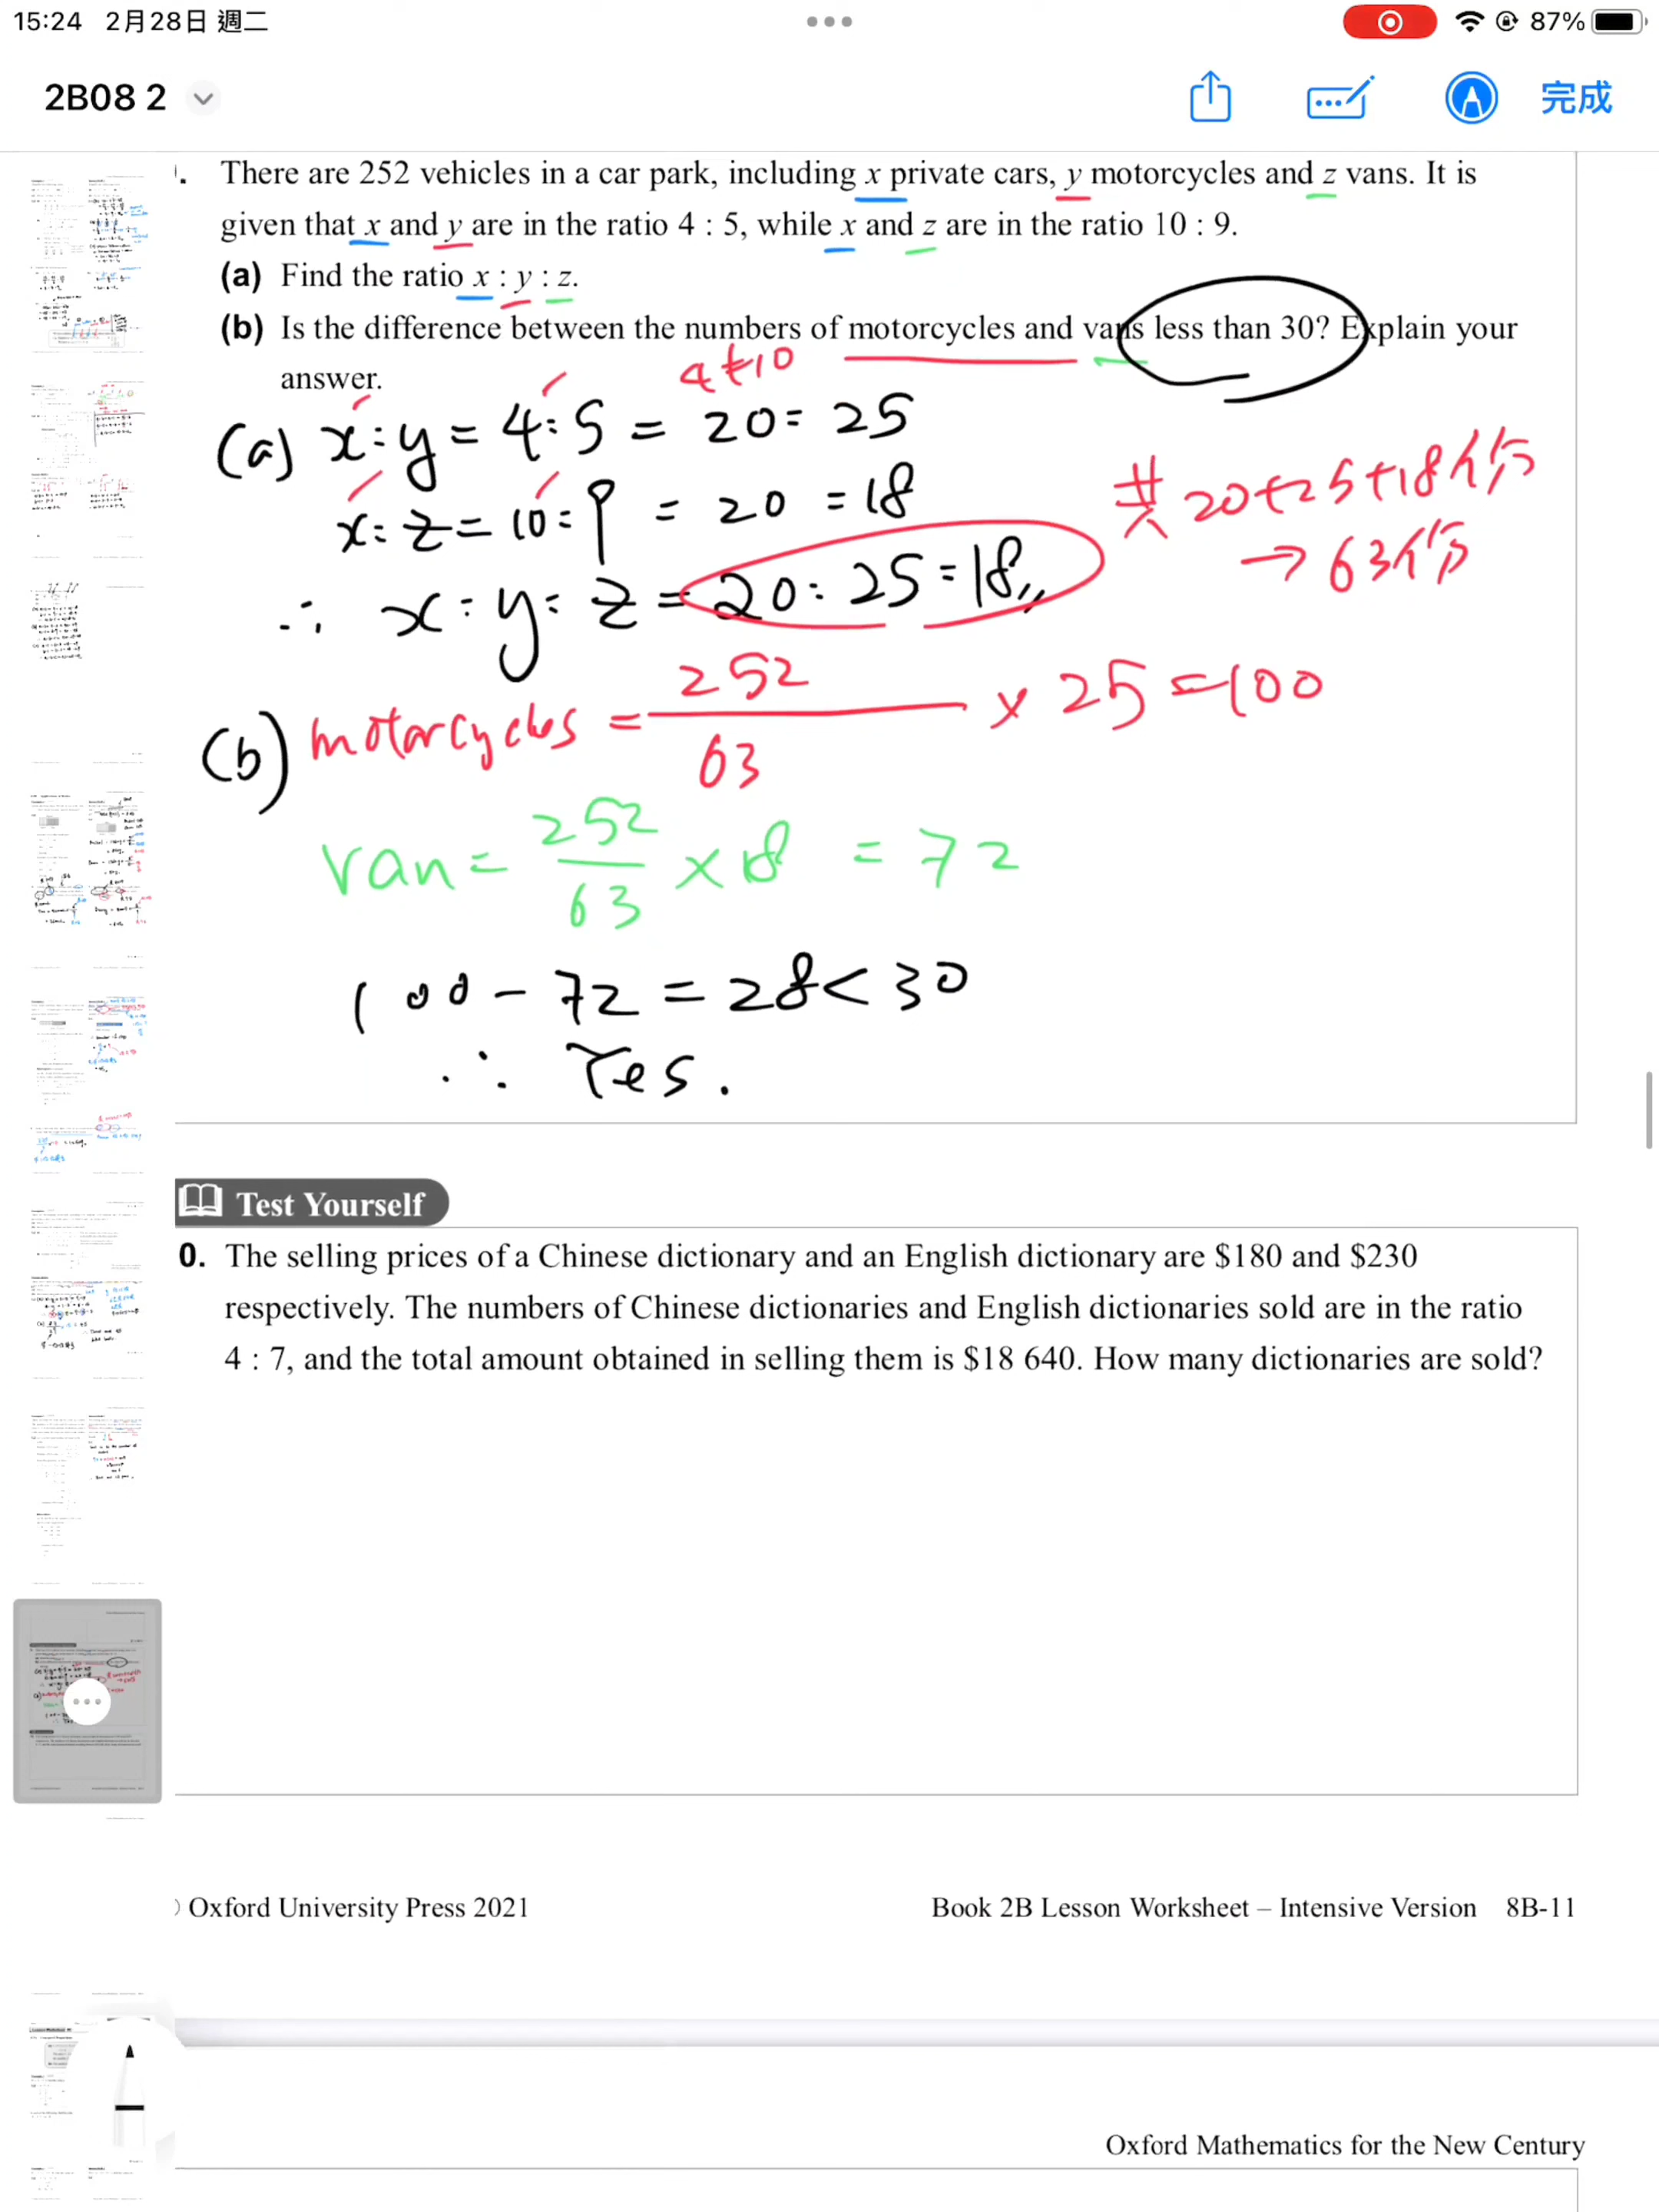 15:24 2月28日 週二
87%
2B08 2
完成
. There are 252 vehicles in a car park, including x private cars, y motorcycles and z vans. It is
given that x and y are in the ratio 4 : 5, while x and z are in the ratio 10 : 9.
(a) Find the ratio x : y : z.
(b) Is the difference between the numbers of motorcycles and vans less than 30? Explain your
answer.
4≠10
(a) x:y = 4:5 = 20:25
x:z = 10:9 = 20:18
共20+25+18个份
→ 63个份
∴ x:y:z = 20:25:18
(b) motorcycles = 252/63 × 25 = 100
van = 252/63 × 18 = 72
100 - 72 = 28 < 30
∴ Yes.
Test Yourself
0. The selling prices of a Chinese dictionary and an English dictionary are $180 and $230
respectively. The numbers of Chinese dictionaries and English dictionaries sold are in the ratio
4 : 7, and the total amount obtained in selling them is $18 640. How many dictionaries are sold?
Oxford University Press 2021
Book 2B Lesson Worksheet – Intensive Version 8B-11
Oxford Mathematics for the New Century